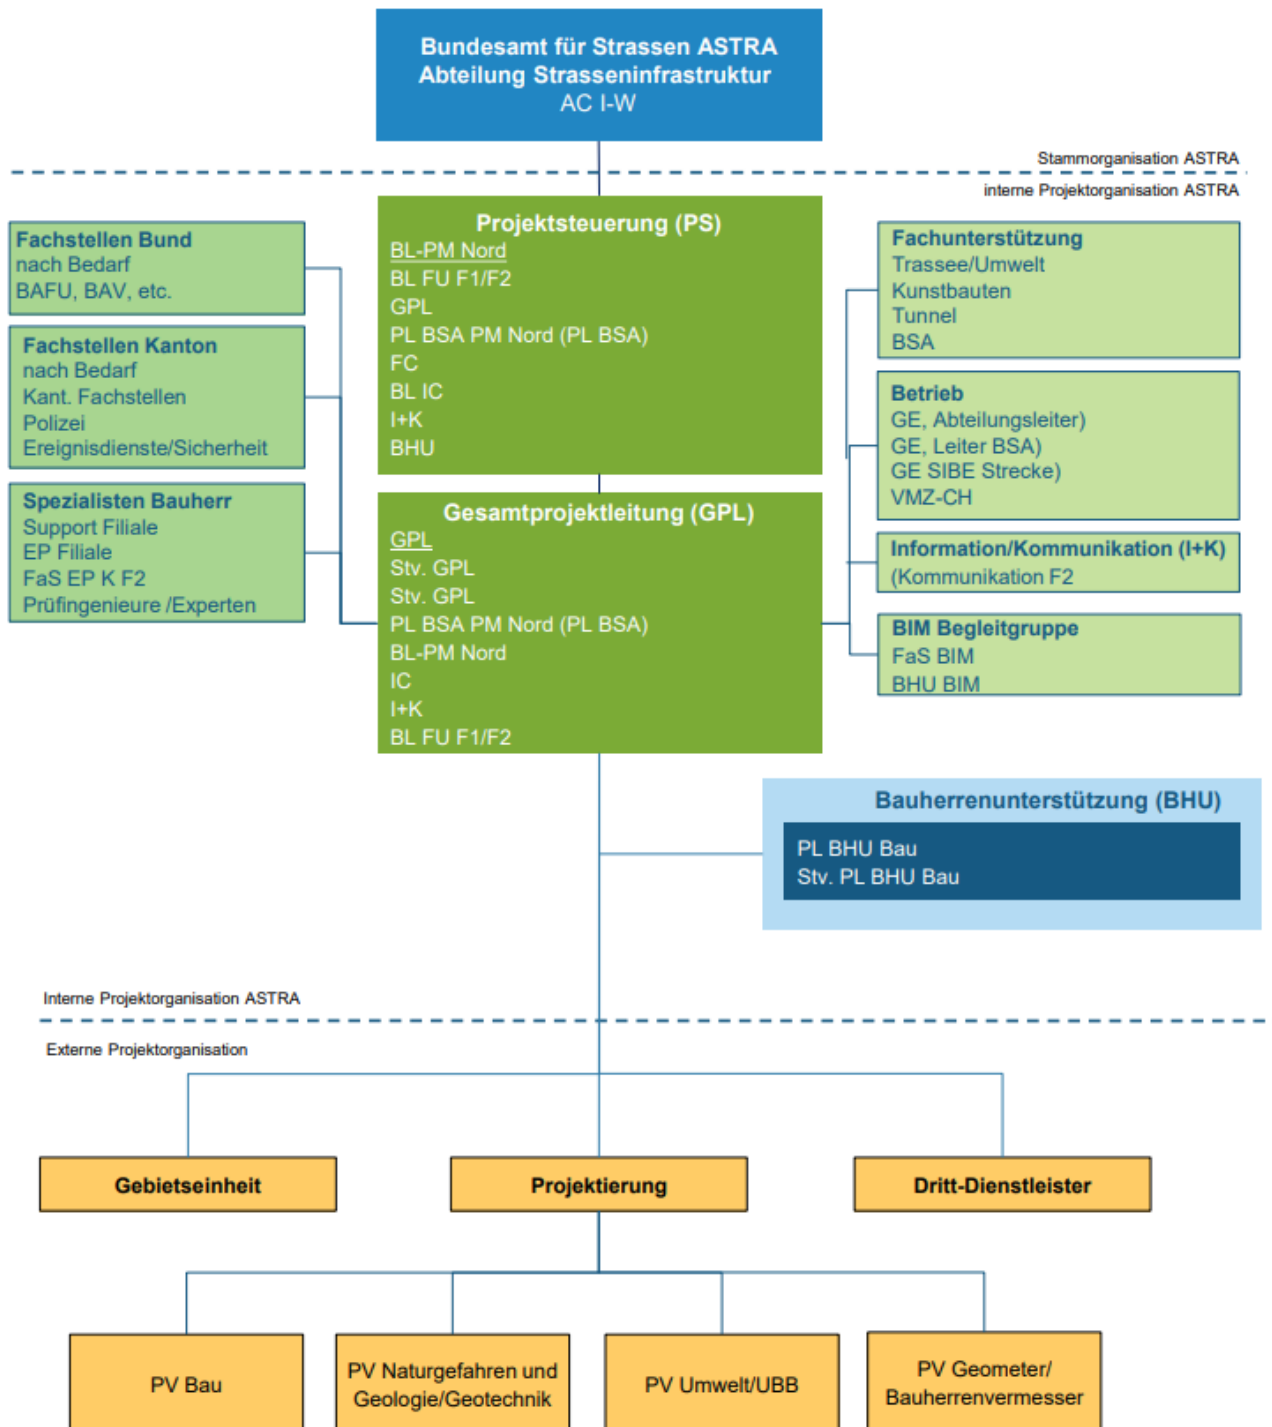 Bundesamt für Strassen ASTRA
Abteilung Strasseninfrastruktur
AC I-W
Stammorganisation ASTRA
interne Projektorganisation ASTRA
Fachstellen Bund
nach Bedarf
BAFU, BAV, etc.
Fachstellen Kanton
nach Bedarf
Kant. Fachstellen
Polizei
Ereignisdienste/Sicherheit
Spezialisten Bauherr
Support Filiale
EP Filiale
FaS EP K F2
Prüfingenieure /Experten
Projektsteuerung (PS)
BL-PM Nord
BL FU F1/F2
GPL
PL BSA PM Nord (PL BSA)
FC
BL IC
I+K
BHU
Gesamtprojektleitung (GPL)
GPL
Stv. GPL
Stv. GPL
PL BSA PM Nord (PL BSA)
BL-PM Nord
IC
I+K
BL FU F1/F2
Fachunterstützung
Trassee/Umwelt
Kunstbauten
Tunnel
BSA
Betrieb
GE, Abteilungsleiter)
GE, Leiter BSA)
GE SIBE Strecke)
VMZ-CH
Information/Kommunikation (I+K)
(Kommunikation F2
BIM Begleitgruppe
FaS BIM
BHU BIM
Bauherrenunterstützung (BHU)
PL BHU Bau
Stv. PL BHU Bau
Interne Projektorganisation ASTRA
Externe Projektorganisation
Gebietseinheit
Projektierung
Dritt-Dienstleister
PV Bau
PV Naturgefahren und
Geologie/Geotechnik
PV Umwelt/UBB
PV Geometer/
Bauherrenvermesser